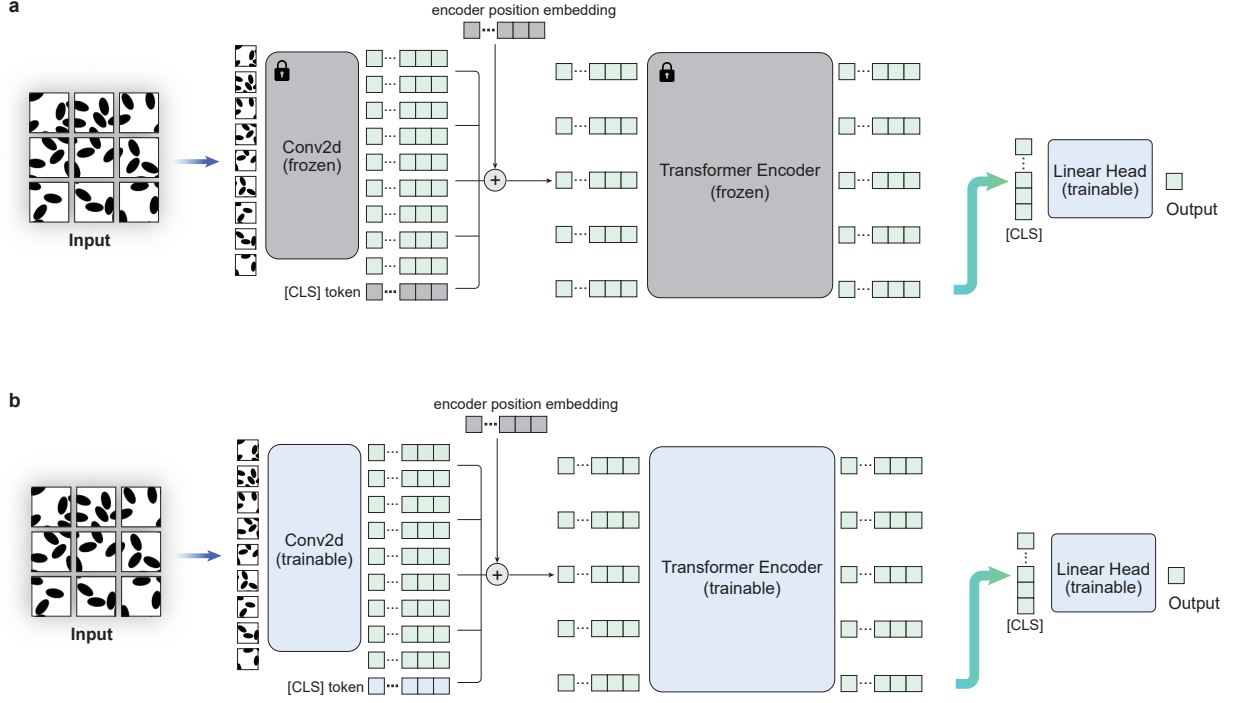 a
encoder position embedding
Conv2d
(frozen)
Transformer Encoder
(frozen)
+
Linear Head
(trainable)
Output
Input
[CLS]
[CLS] token
b
encoder position embedding
Conv2d
(trainable)
Transformer Encoder
(trainable)
+
Linear Head
(trainable)
Output
Input
[CLS]
[CLS] token